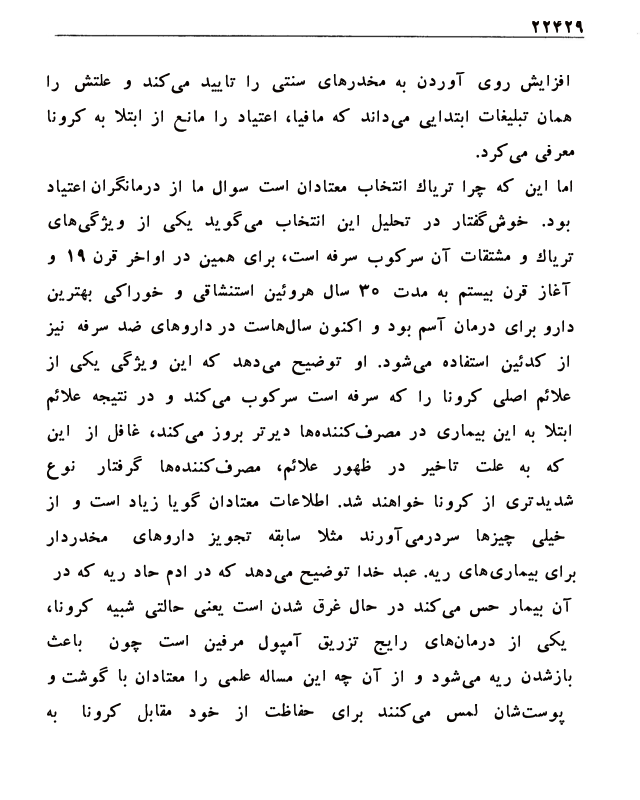 ۲۲۴۲۹
افزایش روی آوردن به مخدرهای سنتی را تایید می‌کند و علتش را
همان تبلیغات ابتدایی می‌داند که مافیا، اعتیاد را مانع از ابتلا به کرونا
معرفی می‌کرد.
اما این که چرا تریاك انتخاب معتادان است سوال ما از درمانگران اعتیاد
بود. خوش‌گفتار در تحلیل این انتخاب می‌گوید یکی از ویژگی‌های
تریاك و مشتقات آن سرکوب سرفه است، برای همین در اواخر قرن ۱۹ و
آغاز قرن بیستم به مدت ۳۰ سال هروئین استنشاقی و خوراکی بهترین
دارو برای درمان آسم بود و اکنون سال‌هاست در داروهای ضد سرفه نیز
از کدئین استفاده می‌شود. او توضیح می‌دهد که این ویژگی یکی از
علائم اصلی کرونا را که سرفه است سرکوب می‌کند و در نتیجه علائم
ابتلا به این بیماری در مصرف‌کننده‌ها دیرتر بروز می‌کند، غافل از این
که به علت تاخیر در ظهور علائم، مصرف‌کننده‌ها گرفتار نوع
شدیدتری از کرونا خواهند شد. اطلاعات معتادان گویا زیاد است و از
خیلی چیزها سردرمی‌آورند مثلا سابقه تجویز داروهای مخدردار
برای بیماری‌های ریه. عبد خدا توضیح می‌دهد که در ادم حاد ریه که در
آن بیمار حس می‌کند در حال غرق شدن است یعنی حالتی شبیه کرونا،
یکی از درمان‌های رایج تزریق آمپول مرفین است چون باعث
بازشدن ریه می‌شود و از آن چه این مساله علمی را معتادان با گوشت و
پوست‌شان لمس می‌کنند برای حفاظت از خود مقابل کرونا به